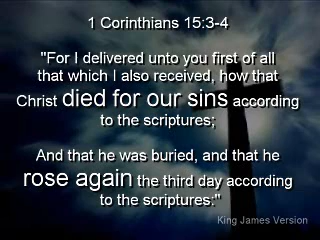 1 Corinthians 15:3-4
"For I delivered unto you first of all
that which I also received, how that
Christ died for our sins according
to the scriptures;
And that he was buried, and that he
rose again the third day according
to the scriptures:"
King James Version